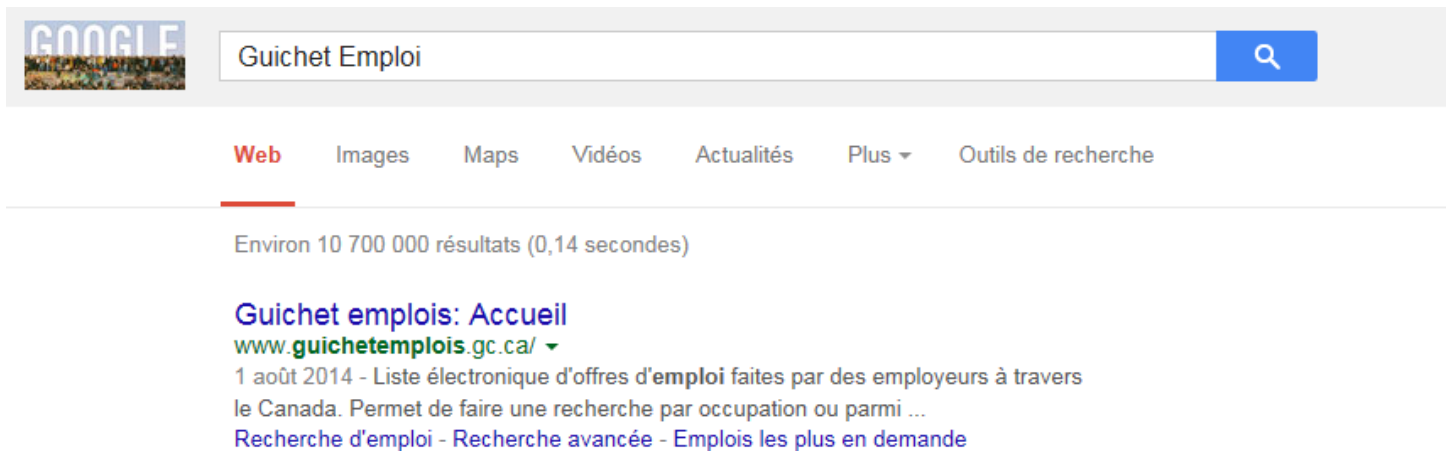 GOOGLE
Guichet Emploi
Web Images Maps Vidéos Actualités Plus Outils de recherche
Environ 10 700 000 résultats (0,14 secondes)
Guichet emplois: Accueil
www.guichetemplois.gc.ca/
1 août 2014 - Liste électronique d'offres d'emploi faites par des employeurs à travers
le Canada. Permet de faire une recherche par occupation ou parmi ...
Recherche d'emploi - Recherche avancée - Emplois les plus en demande